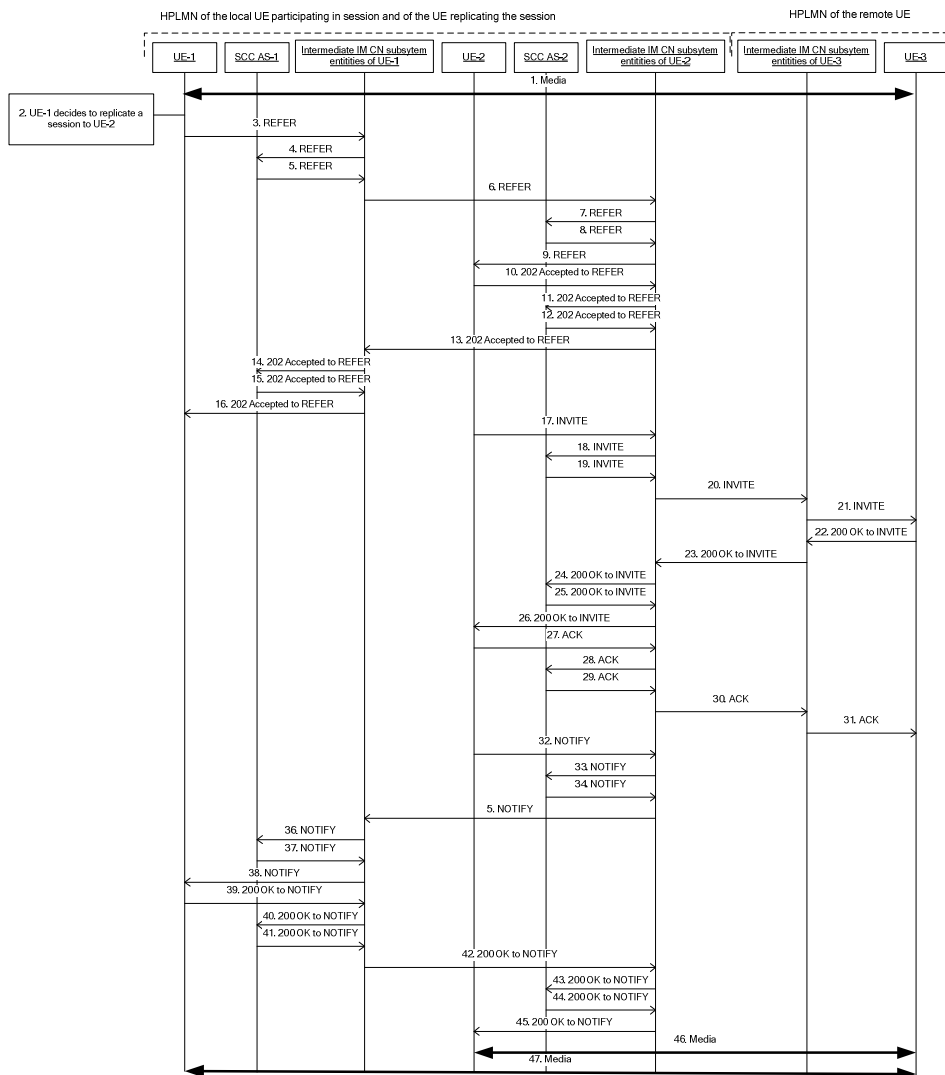 HPLMN of the local UE participating in session and of the UE replicating the session
HPLMN of the remote UE
UE-1
SCC AS-1
Intermediate IM CN subsytem
entitities of UE-1
UE-2
SCC AS-2
Intermediate IM CN subsytem
entities of UE-2
Intermediate IM CN subsystem
entitities of UE-3
UE-3
1. Media
2. UE-1 decides to replicate a
session to UE-2
3. REFER
4. REFER
5. REFER
6. REFER
7. REFER
8. REFER
9. REFER
10. 202 Accepted to REFER
11. 202 Accepted to REFER
12. 202 Accepted to REFER
13. 202 Accepted to REFER
14. 202 Accepted to REFER
15. 202 Accepted to REFER
16. 202 Accepted to REFER
17. INVITE
18. INVITE
19. INVITE
20. INVITE
21. INVITE
22. 200 OK to INVITE
23. 200 OK to INVITE
24. 200 OK to INVITE
25. 200 OK to INVITE
26. 200 OK to INVITE
27. ACK
28. ACK
29. ACK
30. ACK
31. ACK
32. NOTIFY
33. NOTIFY
34. NOTIFY
5. NOTIFY
36. NOTIFY
37. NOTIFY
38. NOTIFY
39. 200 OK to NOTIFY
40. 200 OK to NOTIFY
41. 200 OK to NOTIFY
42. 200 OK to NOTIFY
43. 200 OK to NOTIFY
44. 200 OK to NOTIFY
45. 200 OK to NOTIFY
46. Media
47. Media